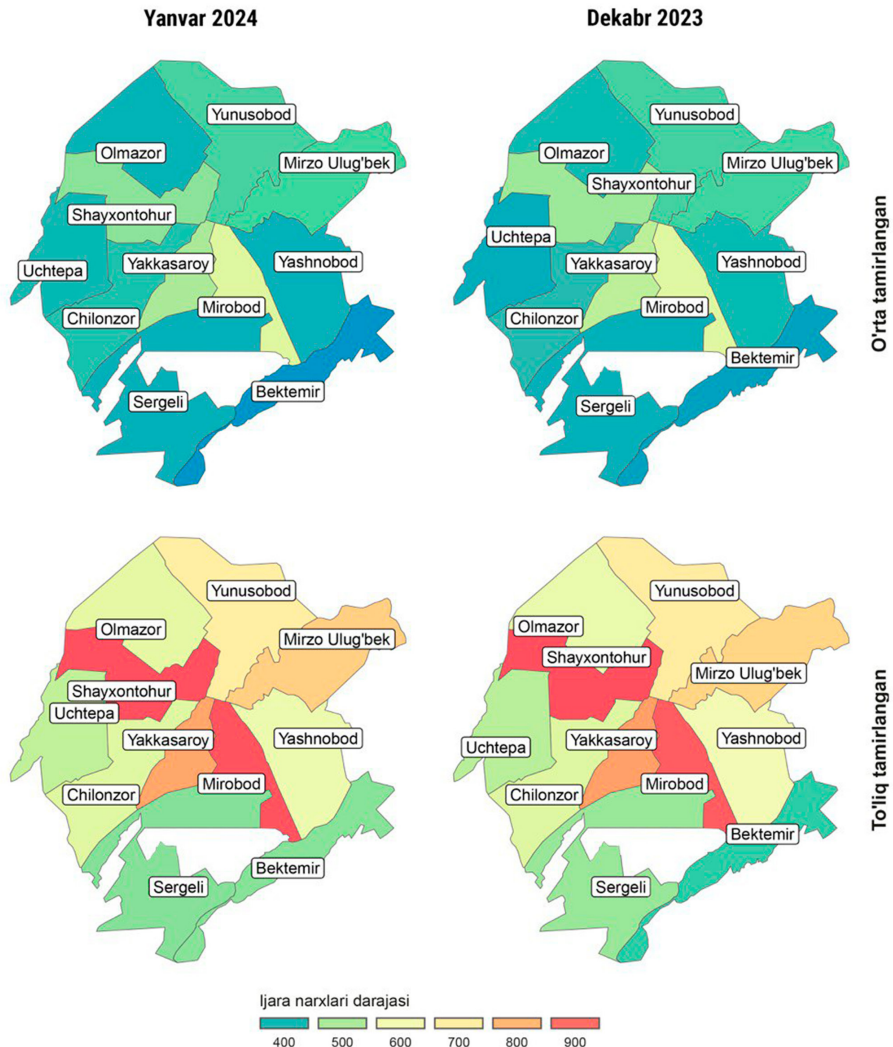 Yanvar 2024
Dekabr 2023
Yunusobod
Olmazor
Mirzo Ulug'bek
Shayxontohur
Uchtepa
Yakkasaroy
Yashnobod
Chilonzor
Mirobod
Bektemir
Sergeli
Yunusobod
Olmazor
Mirzo Ulug'bek
Shayxontohur
Uchtepa
Yakkasaroy
Yashnobod
Chilonzor
Mirobod
Bektemir
Sergeli
O'rta tamirlangan
Yunusobod
Olmazor
Mirzo Ulug'bek
Shayxontohur
Uchtepa
Yakkasaroy
Yashnobod
Chilonzor
Mirobod
Bektemir
Sergeli
Yunusobod
Olmazor
Shayxontohur
Mirzo Ulug'bek
Uchtepa
Yakkasaroy
Yashnobod
Chilonzor
Mirobod
Bektemir
Sergeli
To'liq tamirlangan
Ijara narxlari darajasi
400 500 600 700 800 900